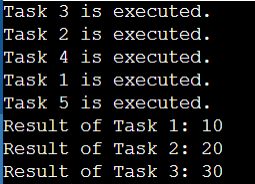 Task 3 is executed.
Task 2 is executed.
Task 4 is executed.
Task 1 is executed.
Task 5 is executed.
Result of Task 1: 10
Result of Task 2: 20
Result of Task 3: 30